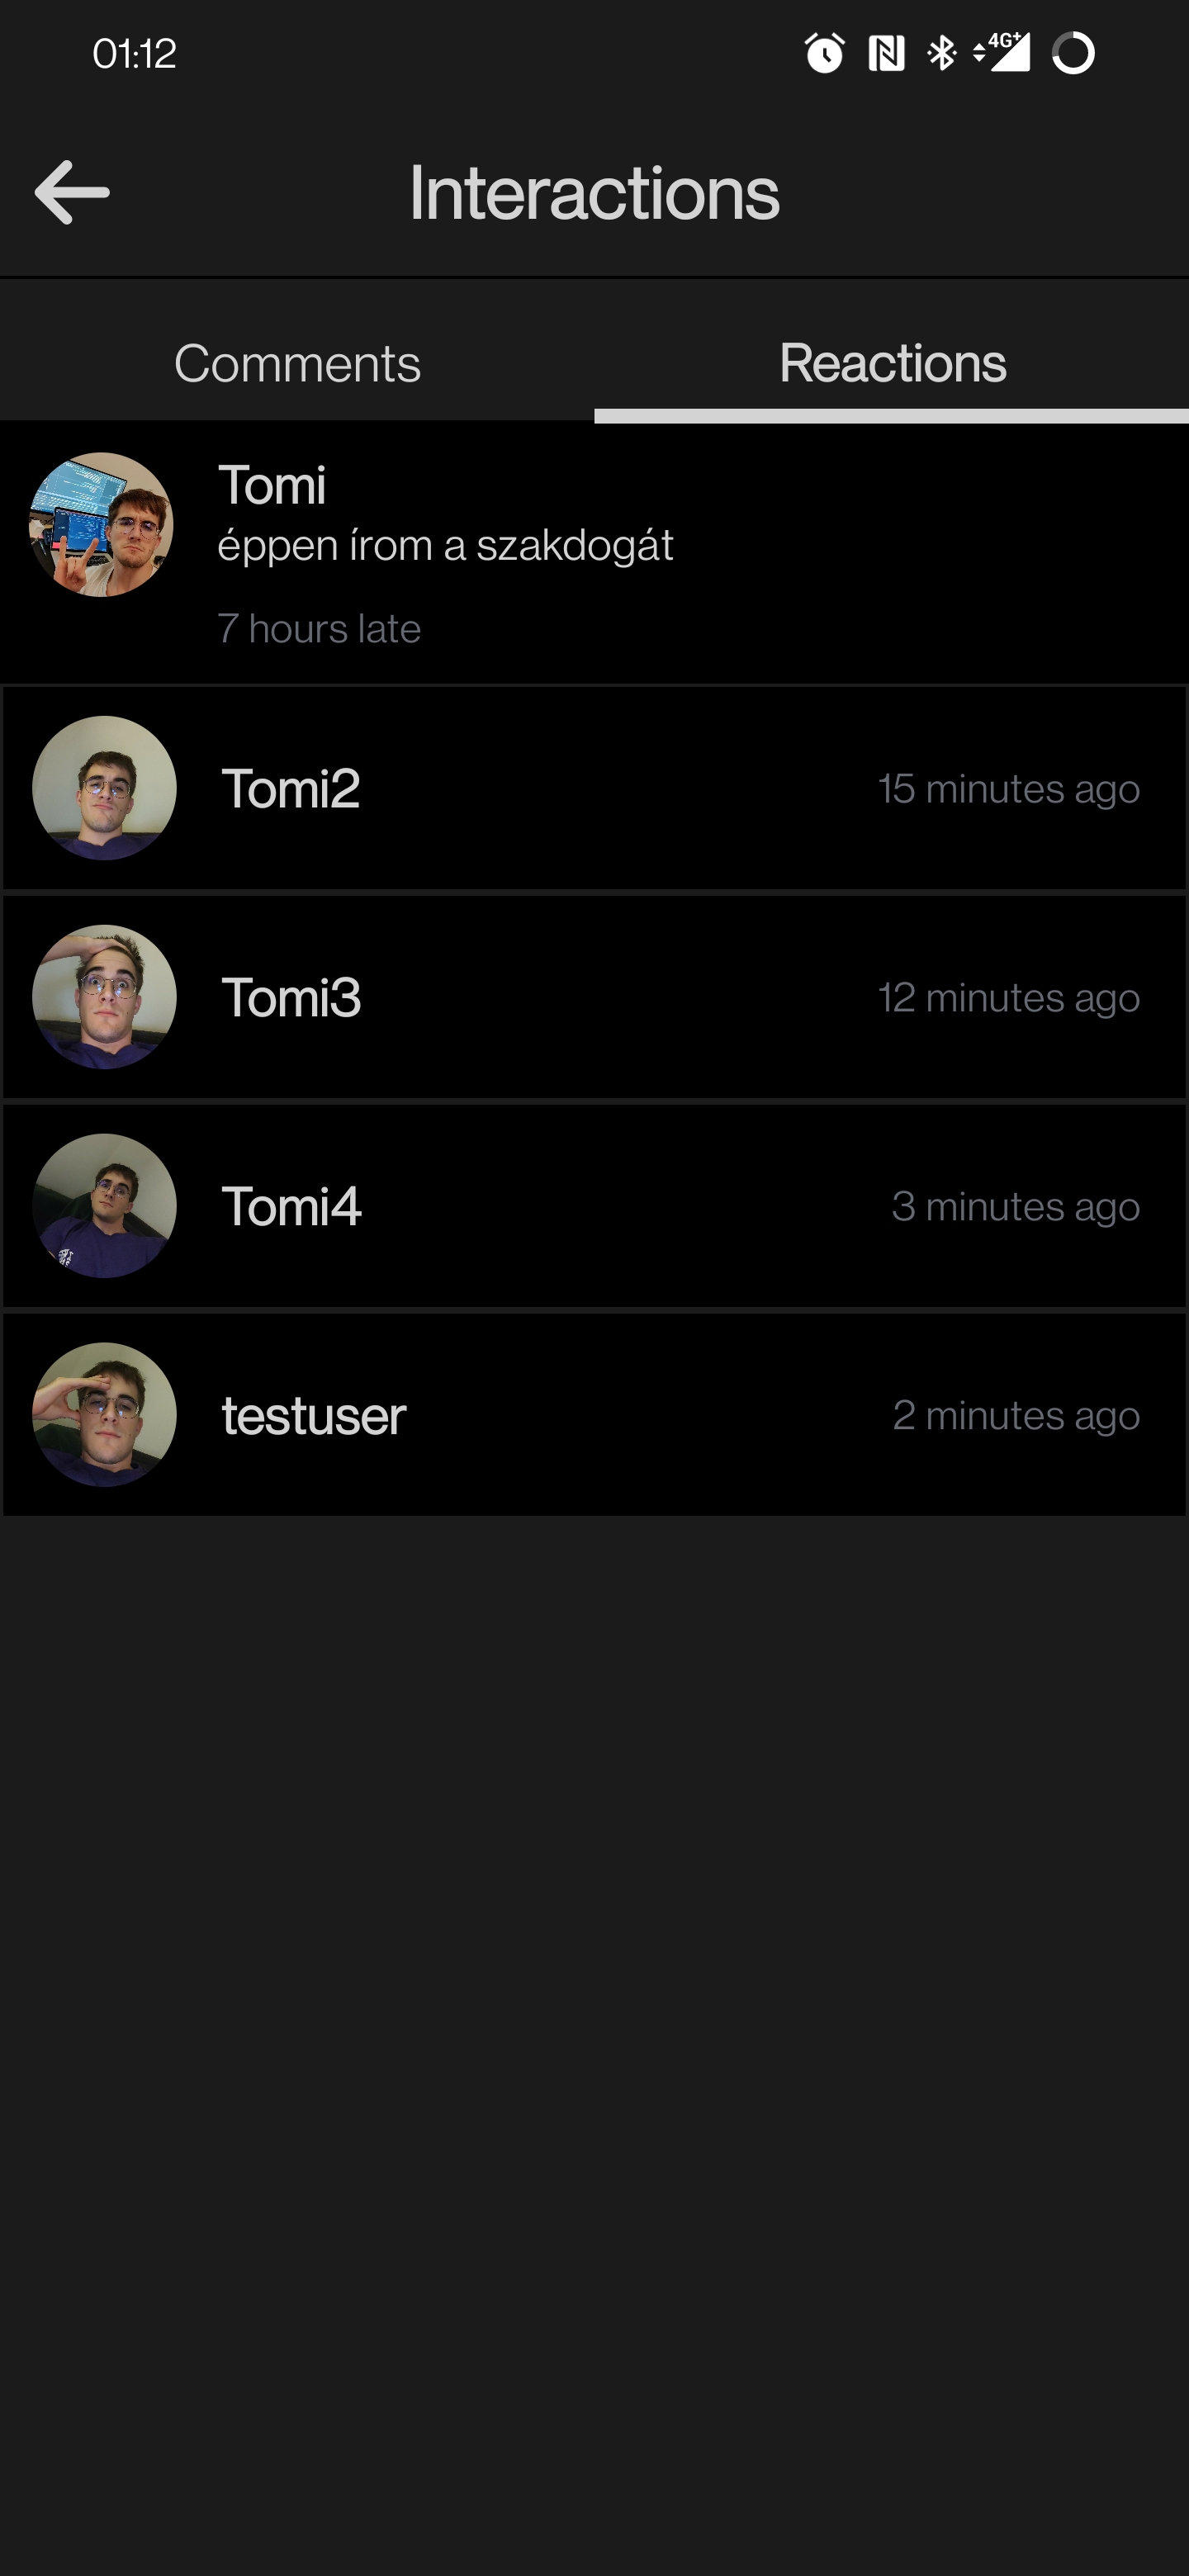 01:12
4G+
Interactions
Comments
Reactions
Tomi
éppen írom a szakdogát
7 hours late
Tomi2
15 minutes ago
Tomi3
12 minutes ago
Tomi4
3 minutes ago
testuser
2 minutes ago